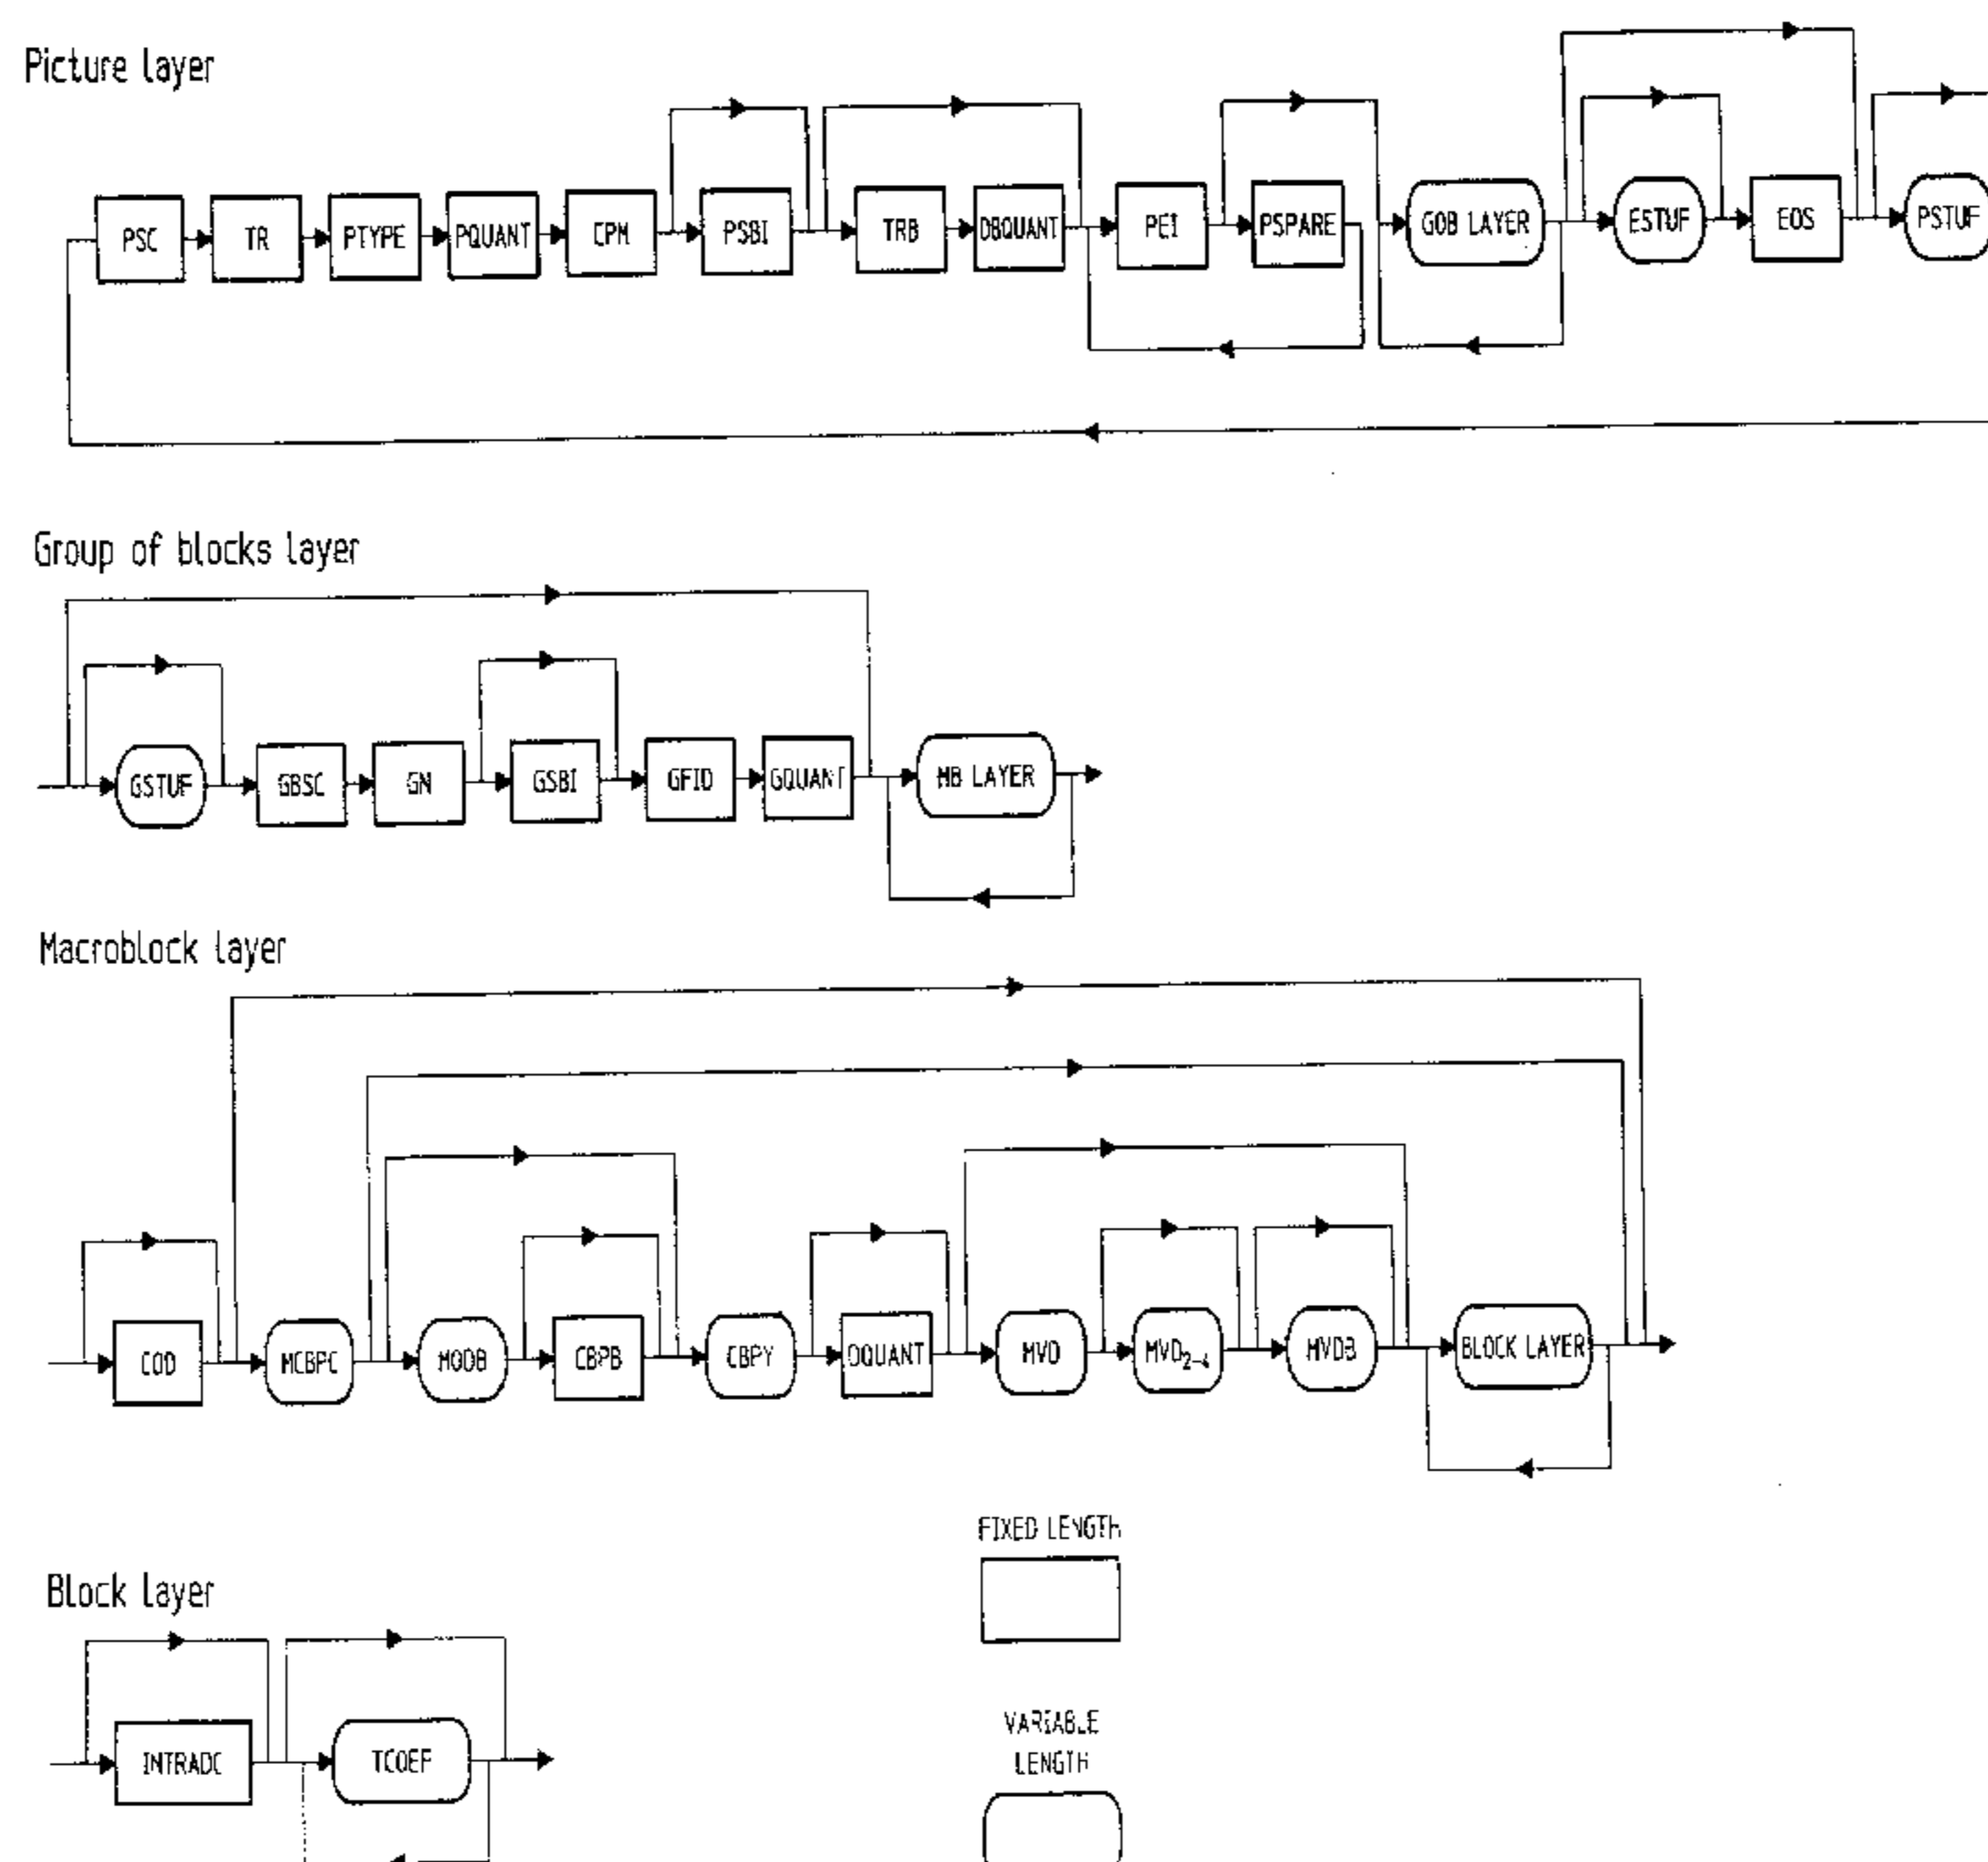 Picture layer
PSC TR PTYPE PQUANT CPM PSBI TRB DBQUANT PEI PSPARE GOB LAYER ESTUF EOS PSTUF
Group of blocks layer
GSTUF GBSC GN GSBI GFID GQUANT MB LAYER
Macroblock layer
COD MCBPC MODB CBPB CBPY DQUANT MVD MVD2-4 MVDB BLOCK LAYER
FIXED LENGTH
Block layer
INTRADC TCOEF
VARIABLE
LENGTH